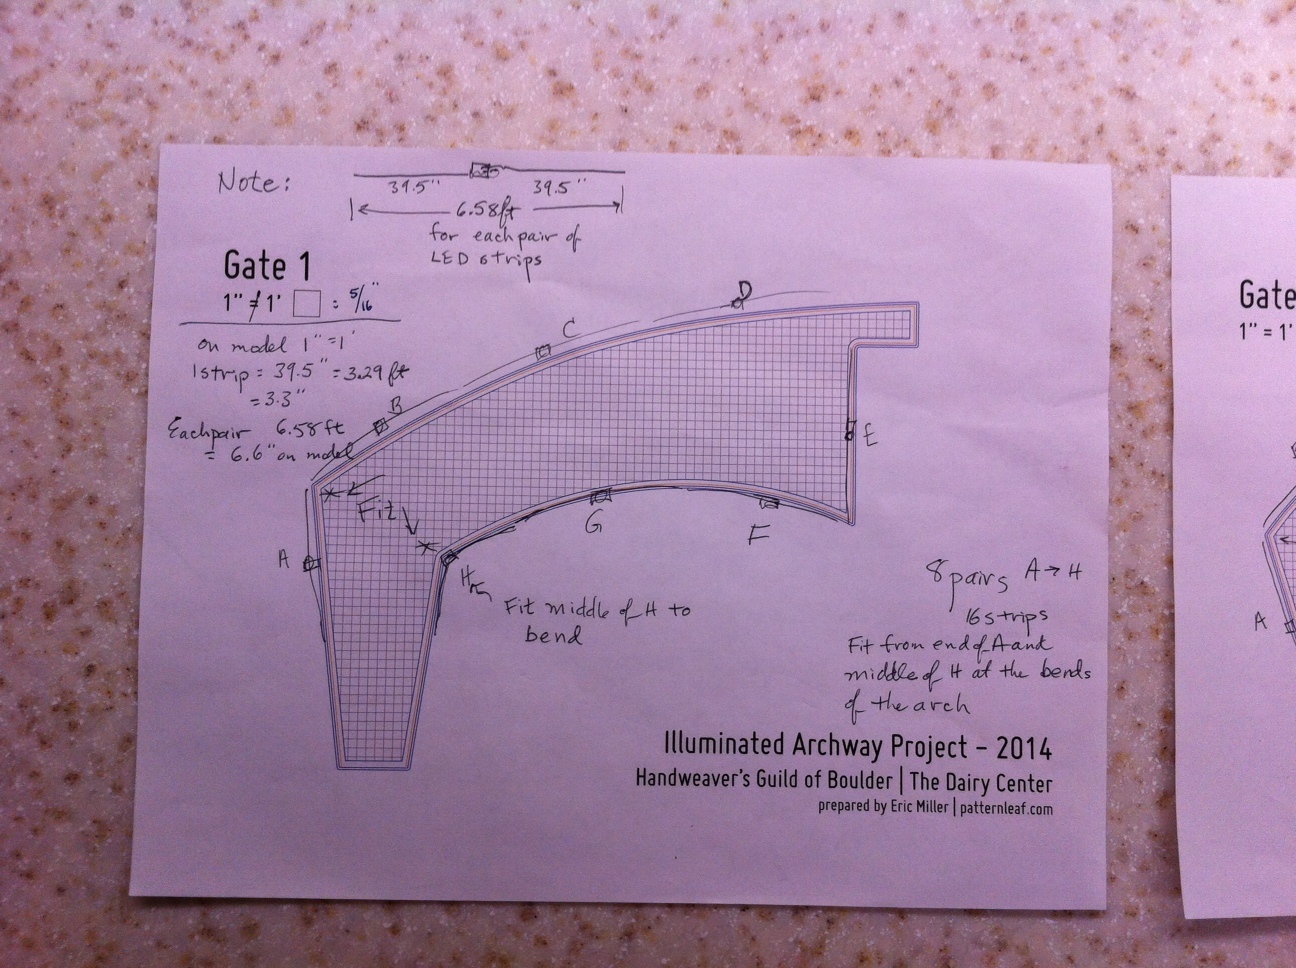 Note:
39.5" 39.5"
6.58ft
for each pair of
LED strips
Gate 1
1" ≠ 1' = 5/16"
on model 1"=1'
1 strip = 39.5" = 3.29 ft
= 3.3"
Each pair 6.58 ft
= 6.6" on model
D
C
B
E
Fit
G
F
A
H
Fit middle of H to
bend
8 pairs A → H
16 strips
Fit from end of A and
middle of H at the bends
of the arch
Illuminated Archway Project – 2014
Handweaver's Guild of Boulder | The Dairy Center
prepared by Eric Miller | patternleaf.com
Gate
1" = 1'
A